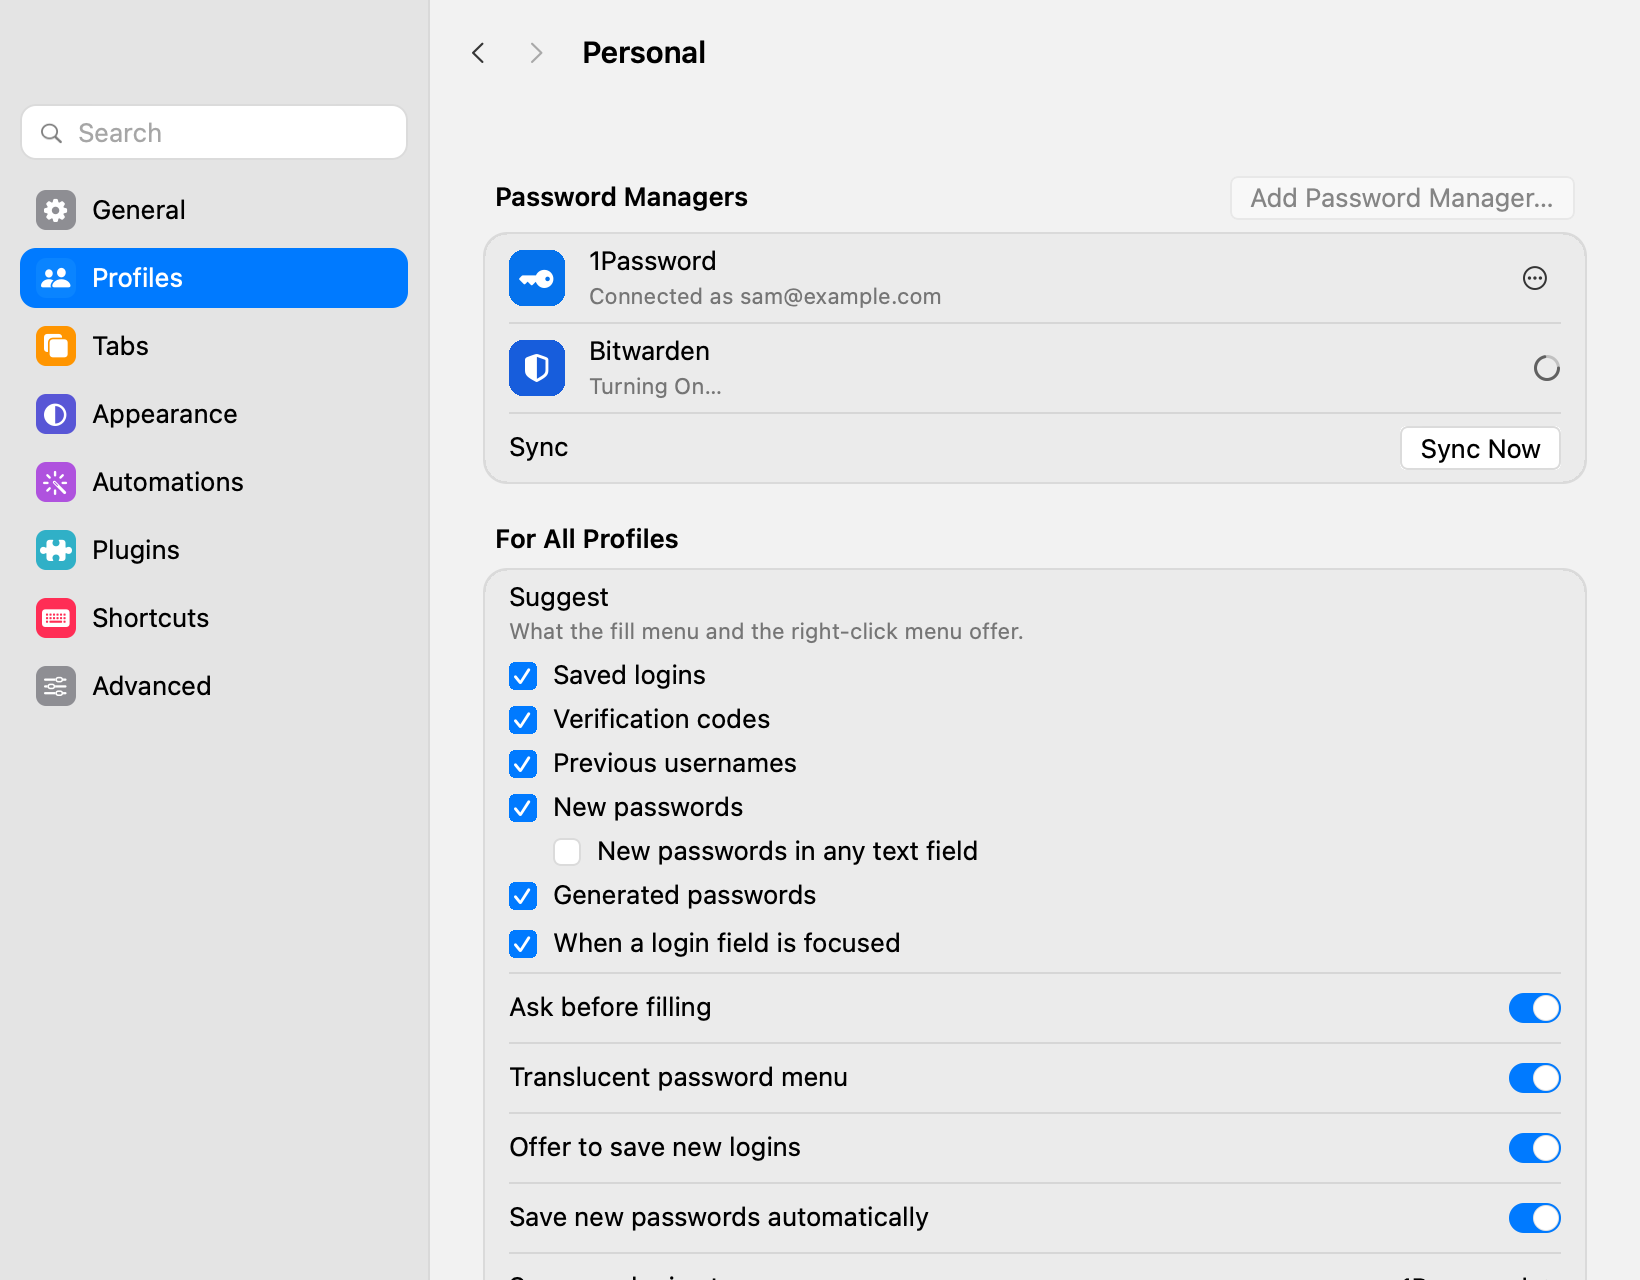 Personal
Search
General
Profiles
Tabs
Appearance
Automations
Plugins
Shortcuts
Advanced
Password Managers
Add Password Manager...
1Password
Connected as sam@example.com
Bitwarden
Turning On...
Sync
Sync Now
For All Profiles
Suggest
What the fill menu and the right-click menu offer.
Saved logins
Verification codes
Previous usernames
New passwords
New passwords in any text field
Generated passwords
When a login field is focused
Ask before filling
Translucent password menu
Offer to save new logins
Save new passwords automatically